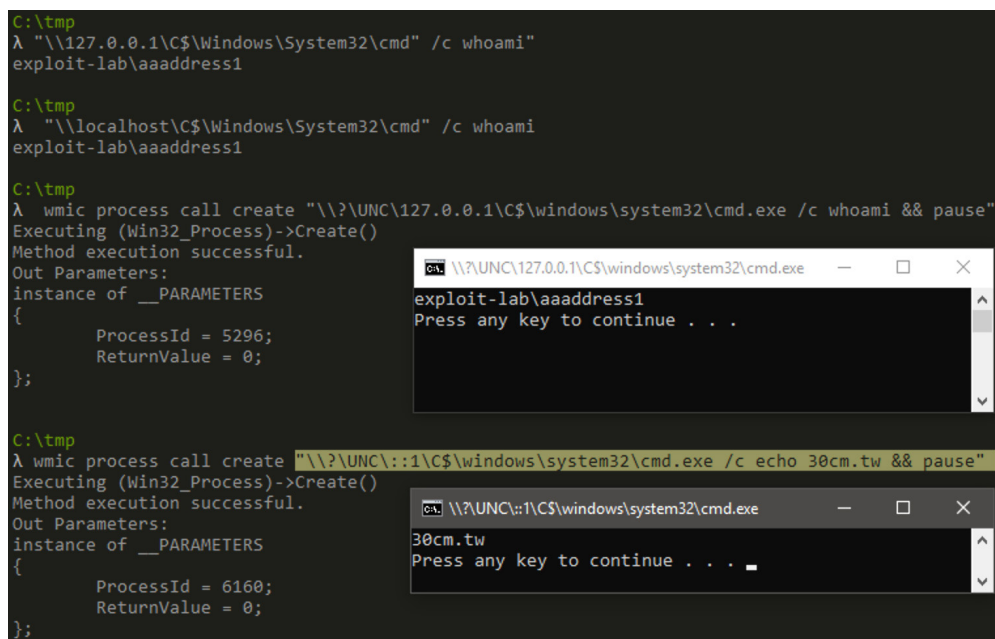 C:\tmp
λ "\\127.0.0.1\C$\Windows\System32\cmd" /c whoami"
exploit-lab\aaaddress1
C:\tmp
λ  "\\localhost\C$\Windows\System32\cmd" /c whoami
exploit-lab\aaaddress1
C:\tmp
λ  wmic process call create "\\?\UNC\127.0.0.1\C$\windows\system32\cmd.exe /c whoami && pause"
Executing (Win32_Process)->Create()
Method execution successful.
Out Parameters:
instance of __PARAMETERS
{
        ProcessId = 5296;
        ReturnValue = 0;
};
\\?\UNC\127.0.0.1\C$\windows\system32\cmd.exe
exploit-lab\aaaddress1
Press any key to continue . . .
C:\tmp
λ wmic process call create "\\?\UNC\::1\C$\windows\system32\cmd.exe /c echo 30cm.tw && pause"
Executing (Win32_Process)->Create()
Method execution successful.
Out Parameters:
instance of __PARAMETERS
{
        ProcessId = 6160;
        ReturnValue = 0;
};
\\?\UNC\::1\C$\windows\system32\cmd.exe
30cm.tw
Press any key to continue . . .